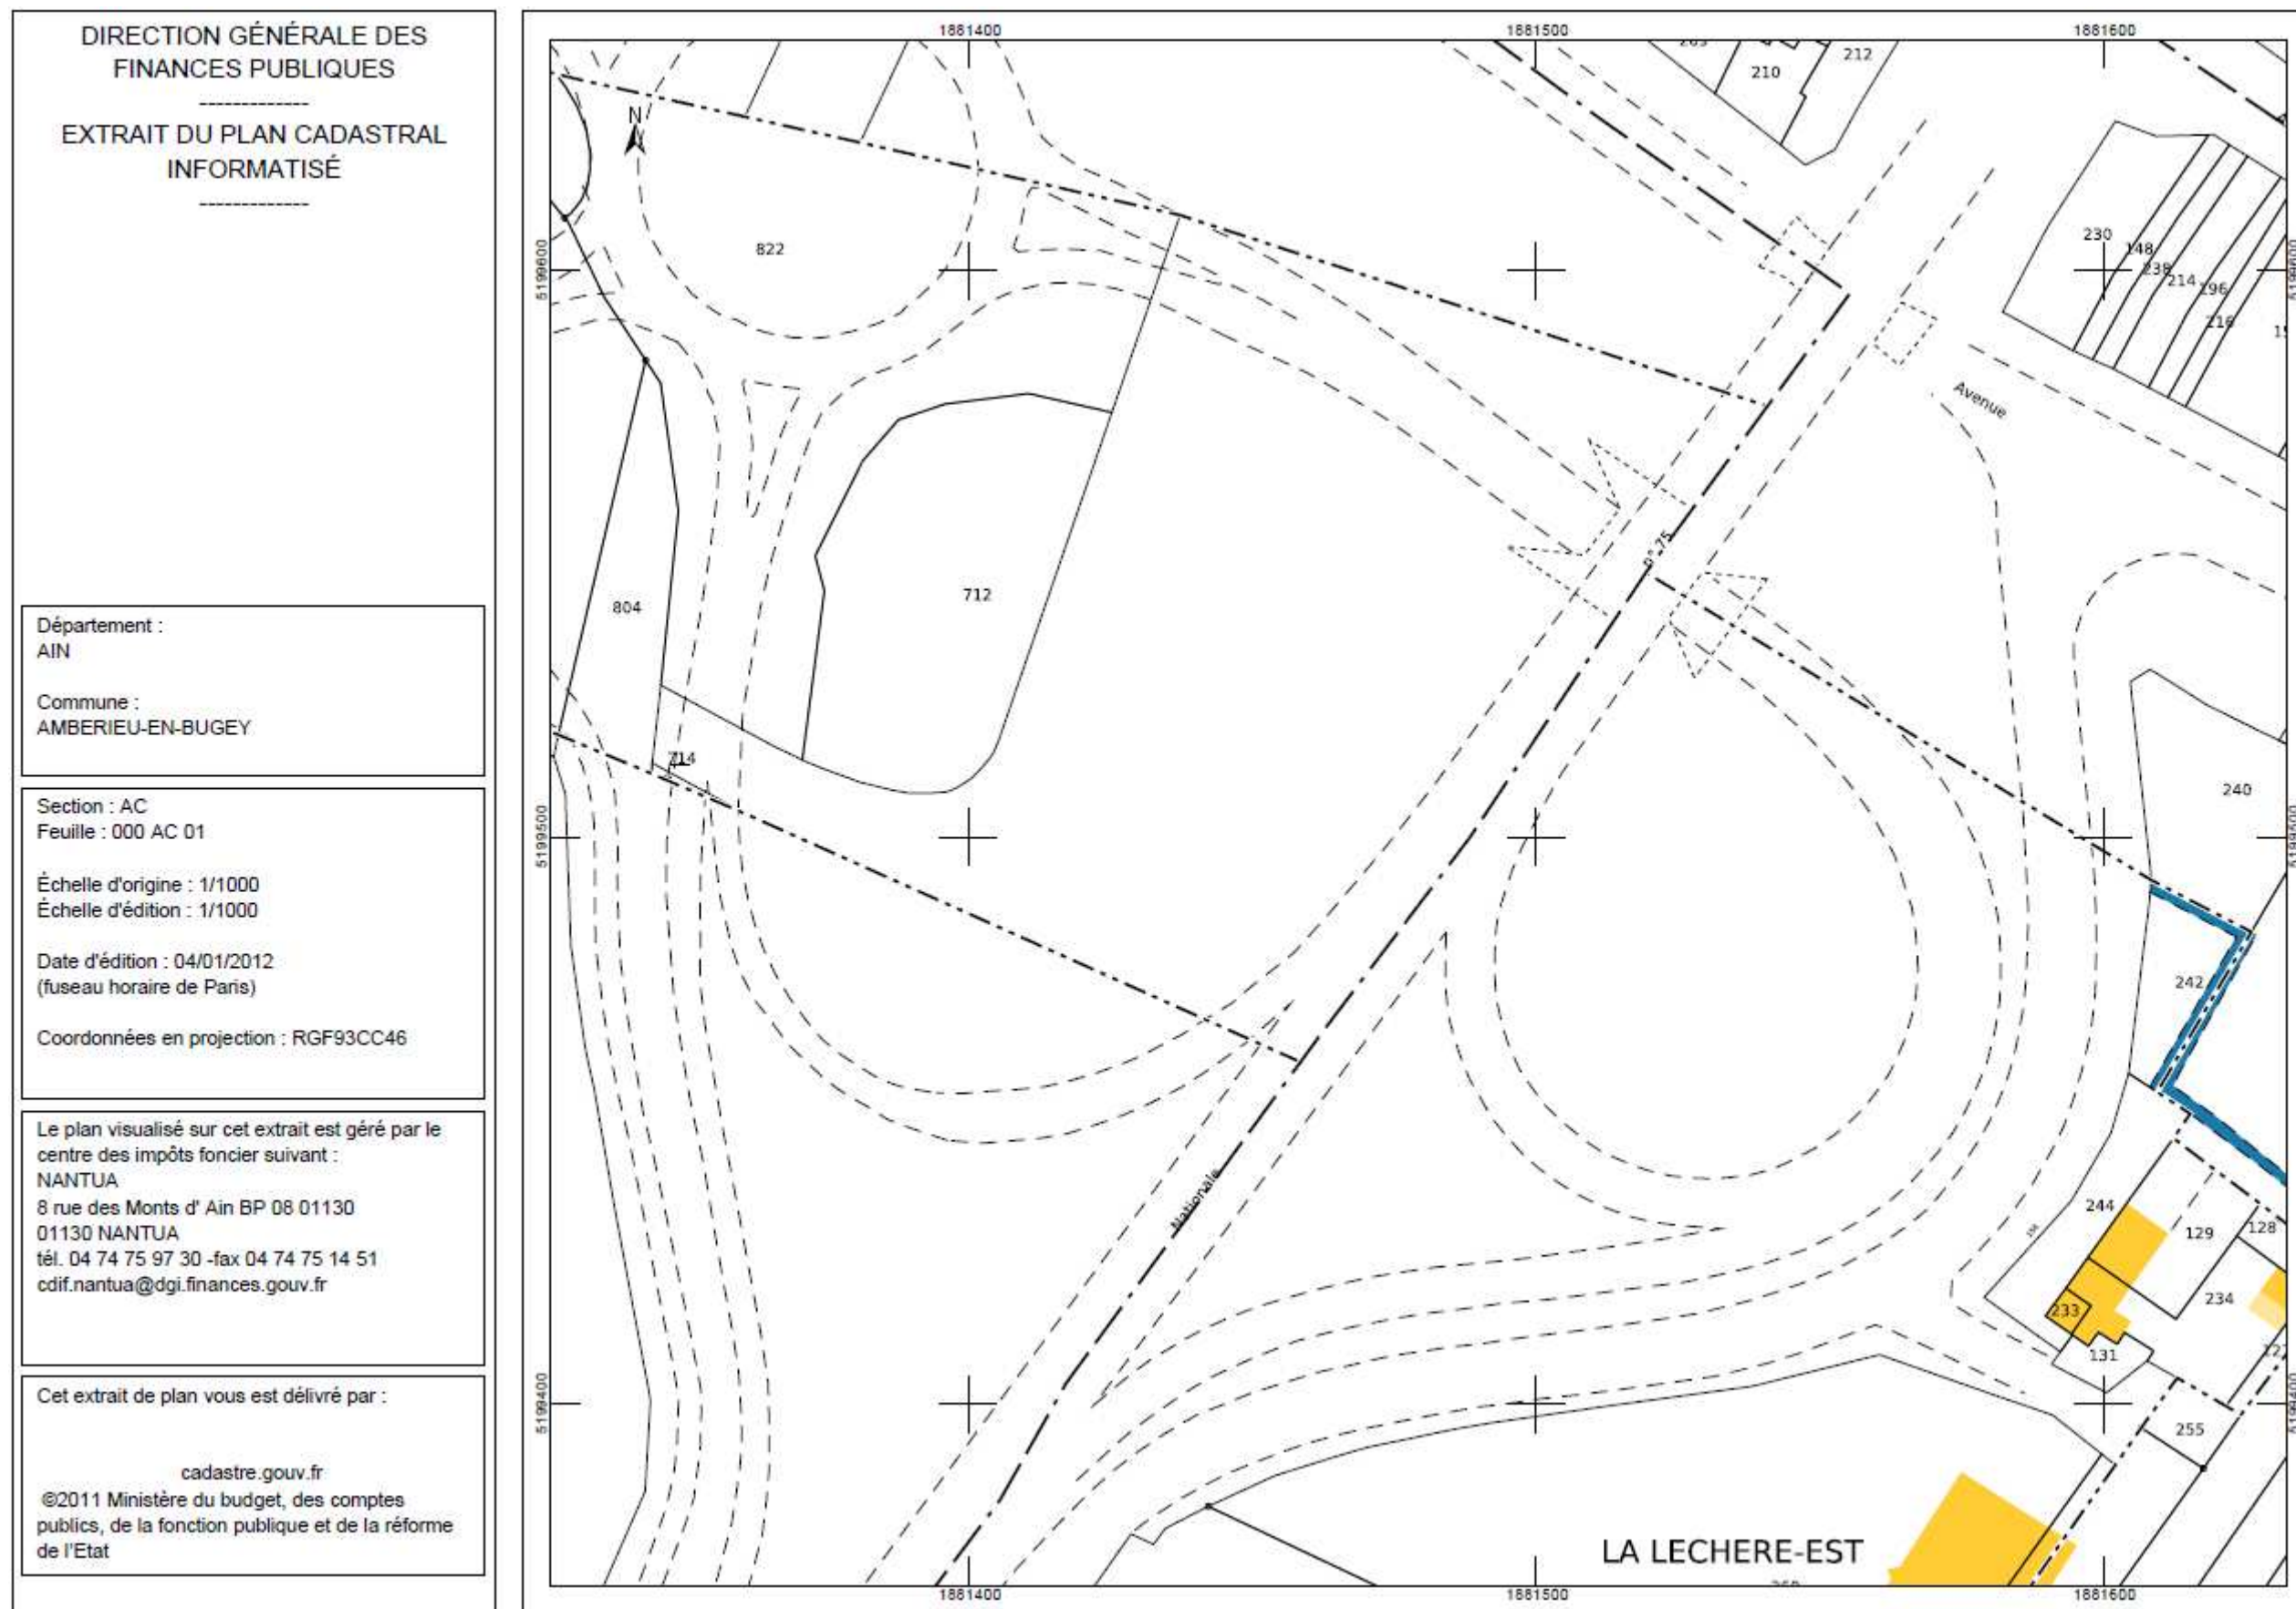 DIRECTION GÉNÉRALE DES
FINANCES PUBLIQUES
-------------
EXTRAIT DU PLAN CADASTRAL
INFORMATISÉ
-------------
Département :
AIN
Commune :
AMBERIEU-EN-BUGEY
Section : AC
Feuille : 000 AC 01
Échelle d'origine : 1/1000
Échelle d'édition : 1/1000
Date d'édition : 04/01/2012
(fuseau horaire de Paris)
Coordonnées en projection : RGF93CC46
Le plan visualisé sur cet extrait est géré par le
centre des impôts foncier suivant :
NANTUA
8 rue des Monts d' Ain BP 08 01130
01130 NANTUA
tél. 04 74 75 97 30 -fax 04 74 75 14 51
cdif.nantua@dgi.finances.gouv.fr
Cet extrait de plan vous est délivré par :
cadastre.gouv.fr
©2011 Ministère du budget, des comptes
publics, de la fonction publique et de la réforme
de l'Etat
1881400
1881500
1881600
N
210
212
822
230
148
238
214
196
216
5199600
5199600
Avenue
n° 75
804
712
714
240
5199500
5199500
242
Nationale
244
129
128
233
234
131
255
5199400
5199400
LA LECHERE-EST
1881400
1881500
1881600